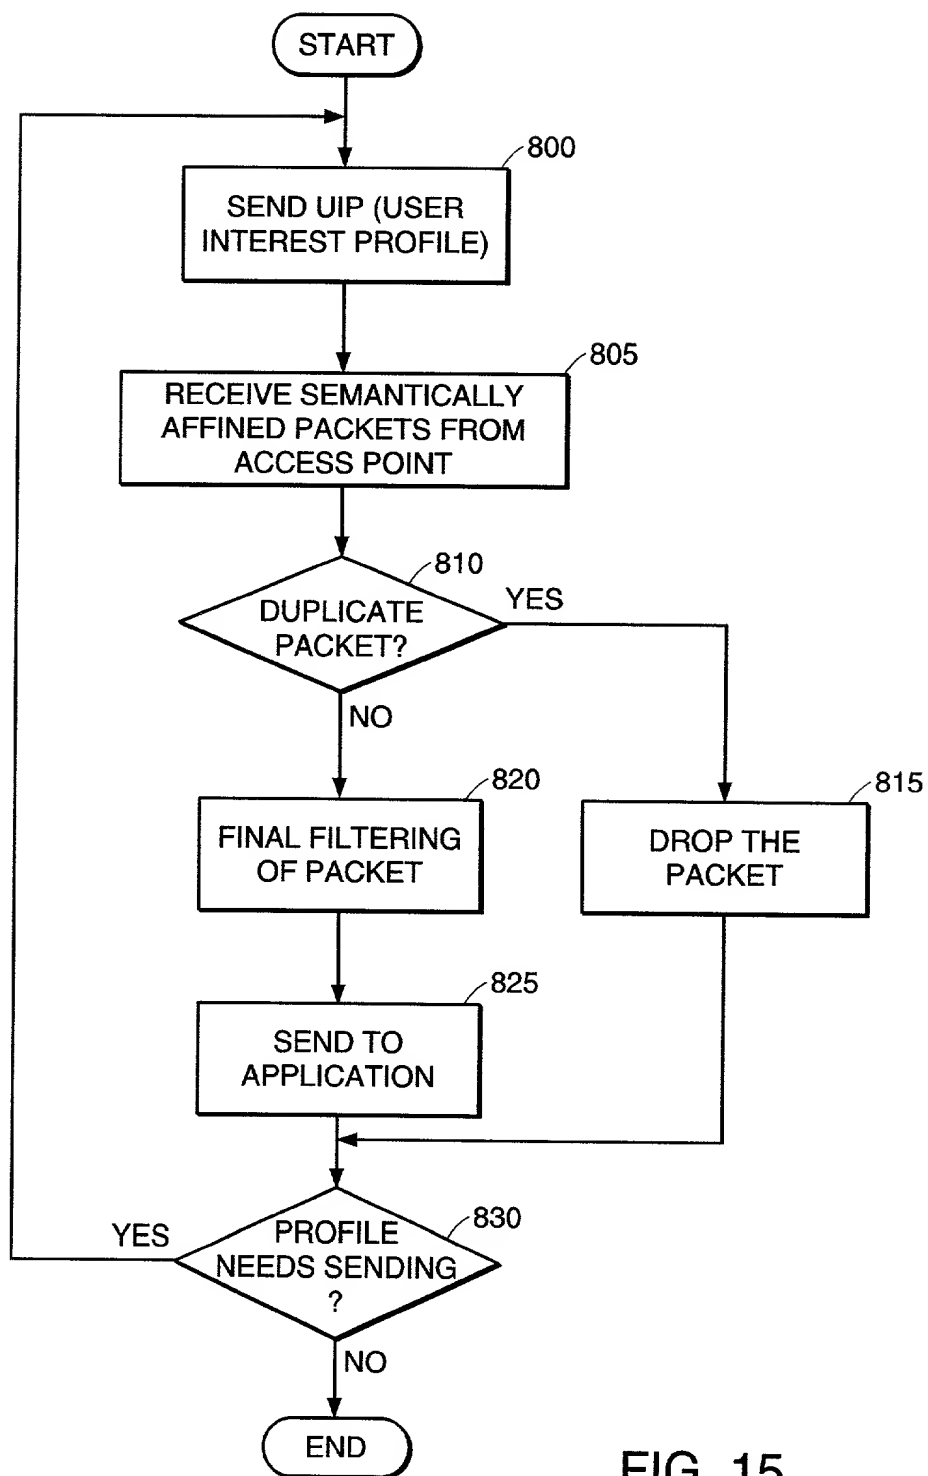 START
800
SEND UIP (USER
INTEREST PROFILE)
805
RECEIVE SEMANTICALLY
AFFINED PACKETS FROM
ACCESS POINT
810
DUPLICATE
PACKET?
YES
NO
820
FINAL FILTERING
OF PACKET
815
DROP THE
PACKET
825
SEND TO
APPLICATION
830
PROFILE
NEEDS SENDING
?
YES
NO
END
FIG. 15